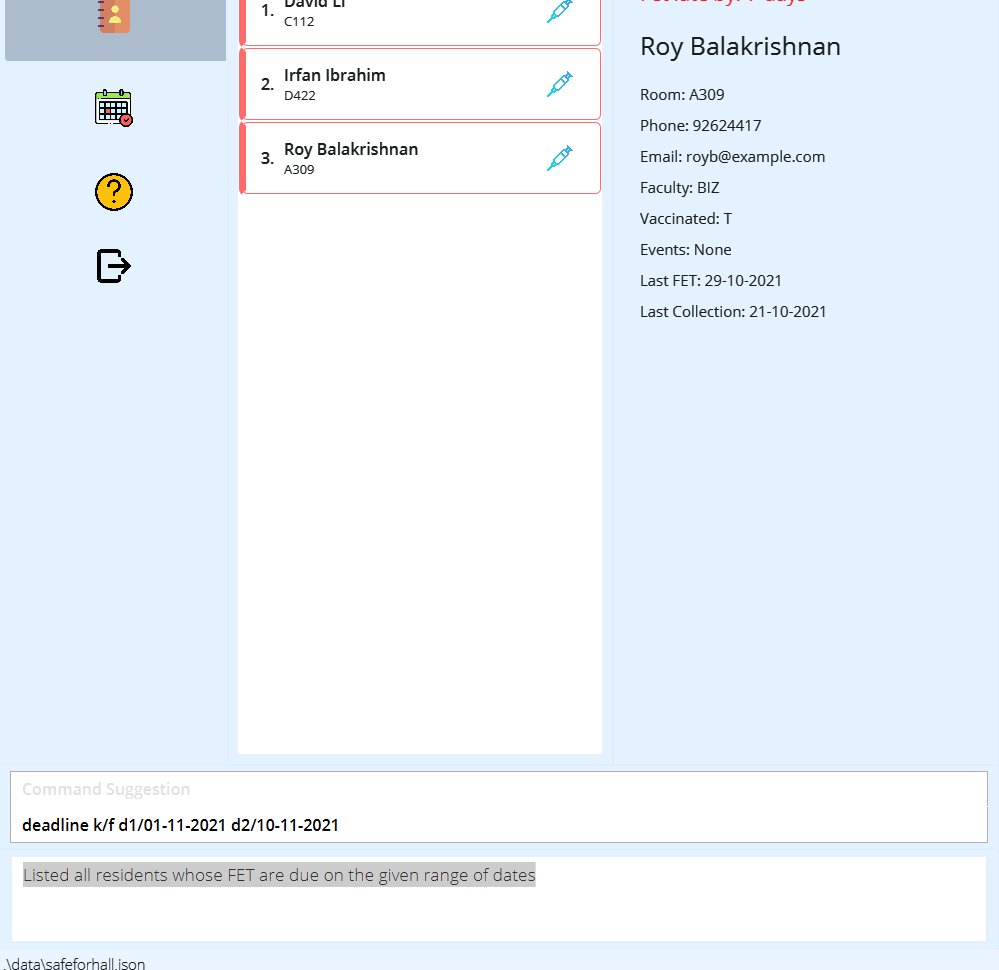 1.
David Li
C112
2.
Irfan Ibrahim
D422
3.
Roy Balakrishnan
A309
days
Roy Balakrishnan
Room: A309
Phone: 92624417
Email: royb@example.com
Faculty: BIZ
Vaccinated: T
Events: None
Last FET: 29-10-2021
Last Collection: 21-10-2021
Command Suggestion
deadline k/f d1/01-11-2021 d2/10-11-2021
Listed all residents whose FET are due on the given range of dates
.\data\safeforhall.json